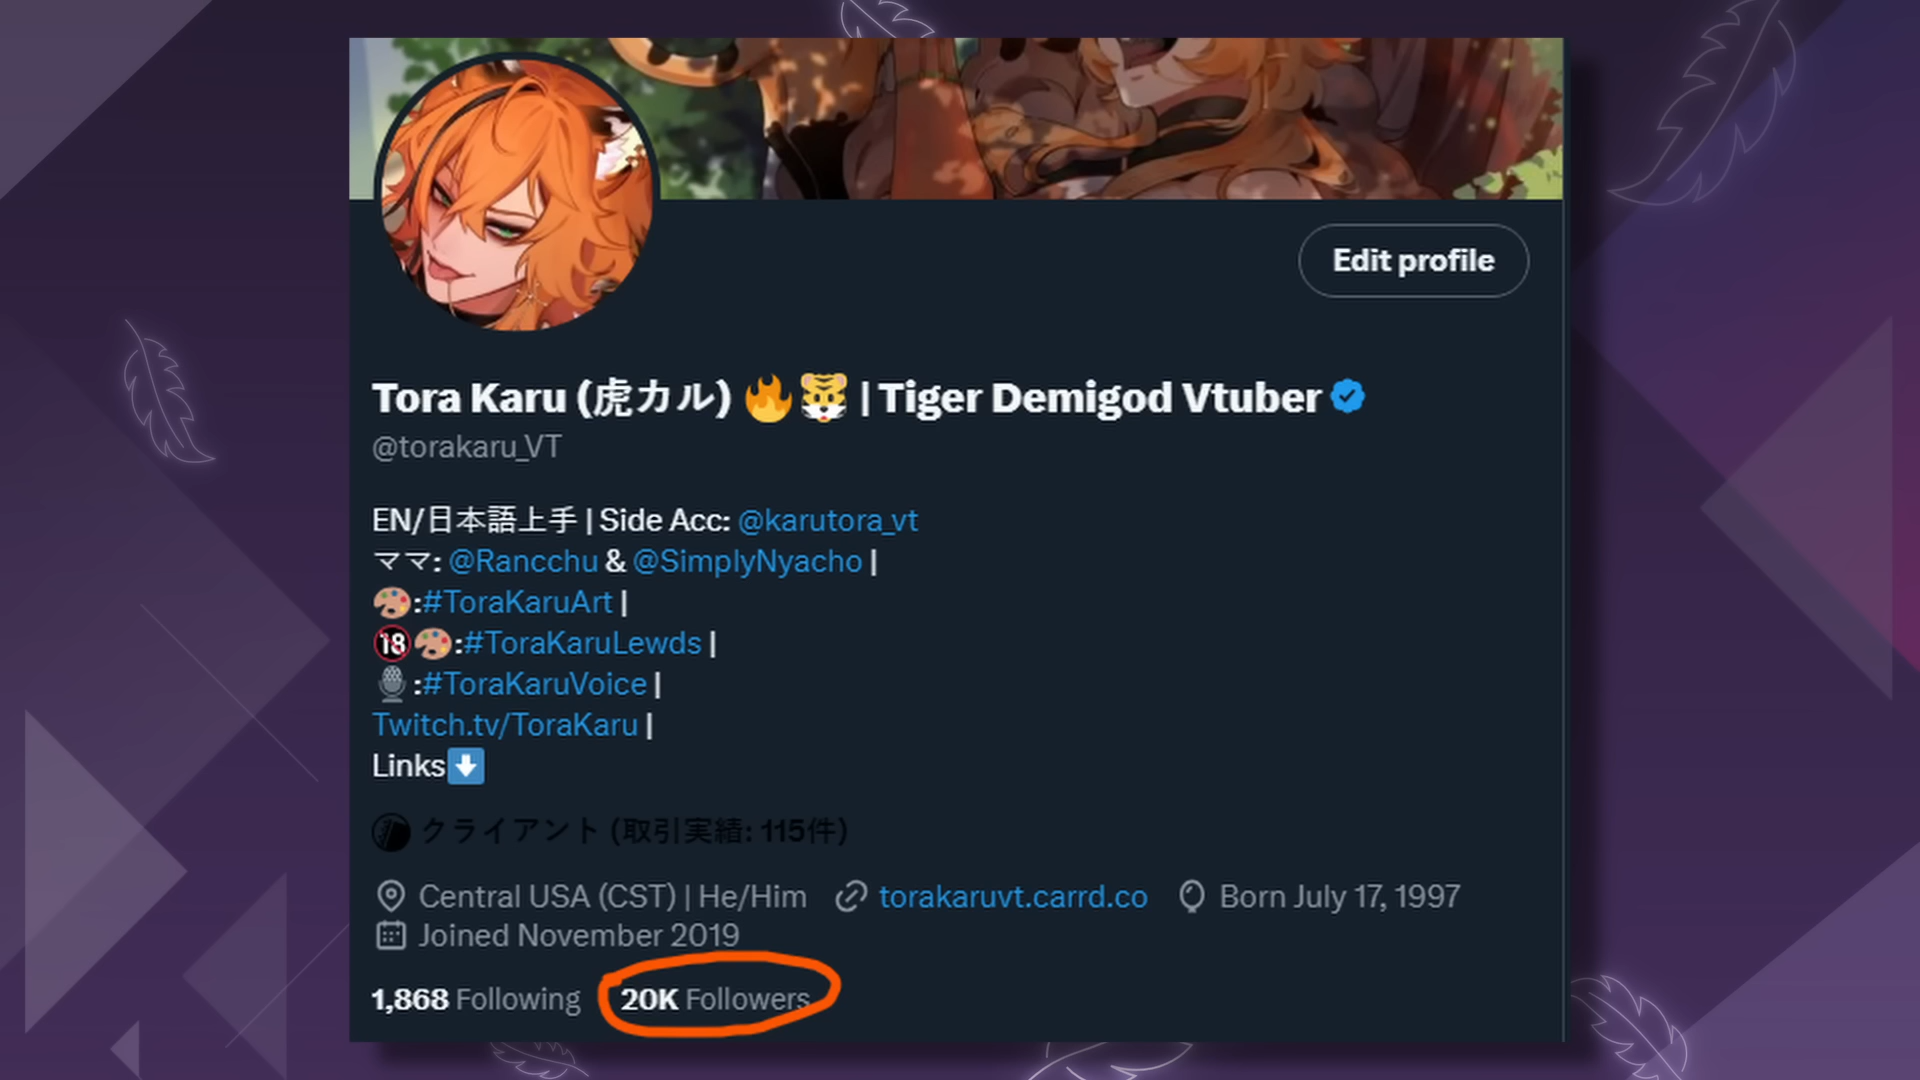 Edit profile
Tora Karu (虎カル) 🔥🐯 | Tiger Demigod Vtuber
@torakaru_VT
EN/日本語上手 | Side Acc: @karutora_vt
ママ: @Rancchu & @SimplyNyacho |
🎨:#ToraKaruArt |
🔞🎨:#ToraKaruLewds |
🎙:#ToraKaruVoice |
Twitch.tv/ToraKaru |
Links⬇️
クライアント (取引実績: 115件)
Central USA (CST) | He/Him torakaruvt.carrd.co Born July 17, 1997
Joined November 2019
1,868 Following 20K Followers